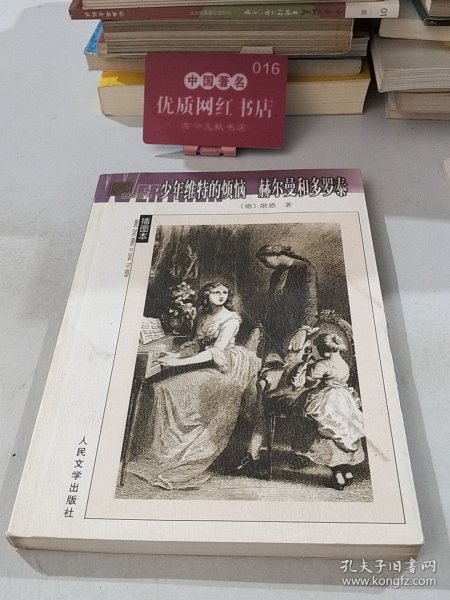 016
中国著名
优质网红书店
古今文献书店
少年维特的烦恼 赫尔曼和多罗泰
〔德〕歌德 著
插图本
人民文学出版社
孔夫子旧书网
www.kongfz.com